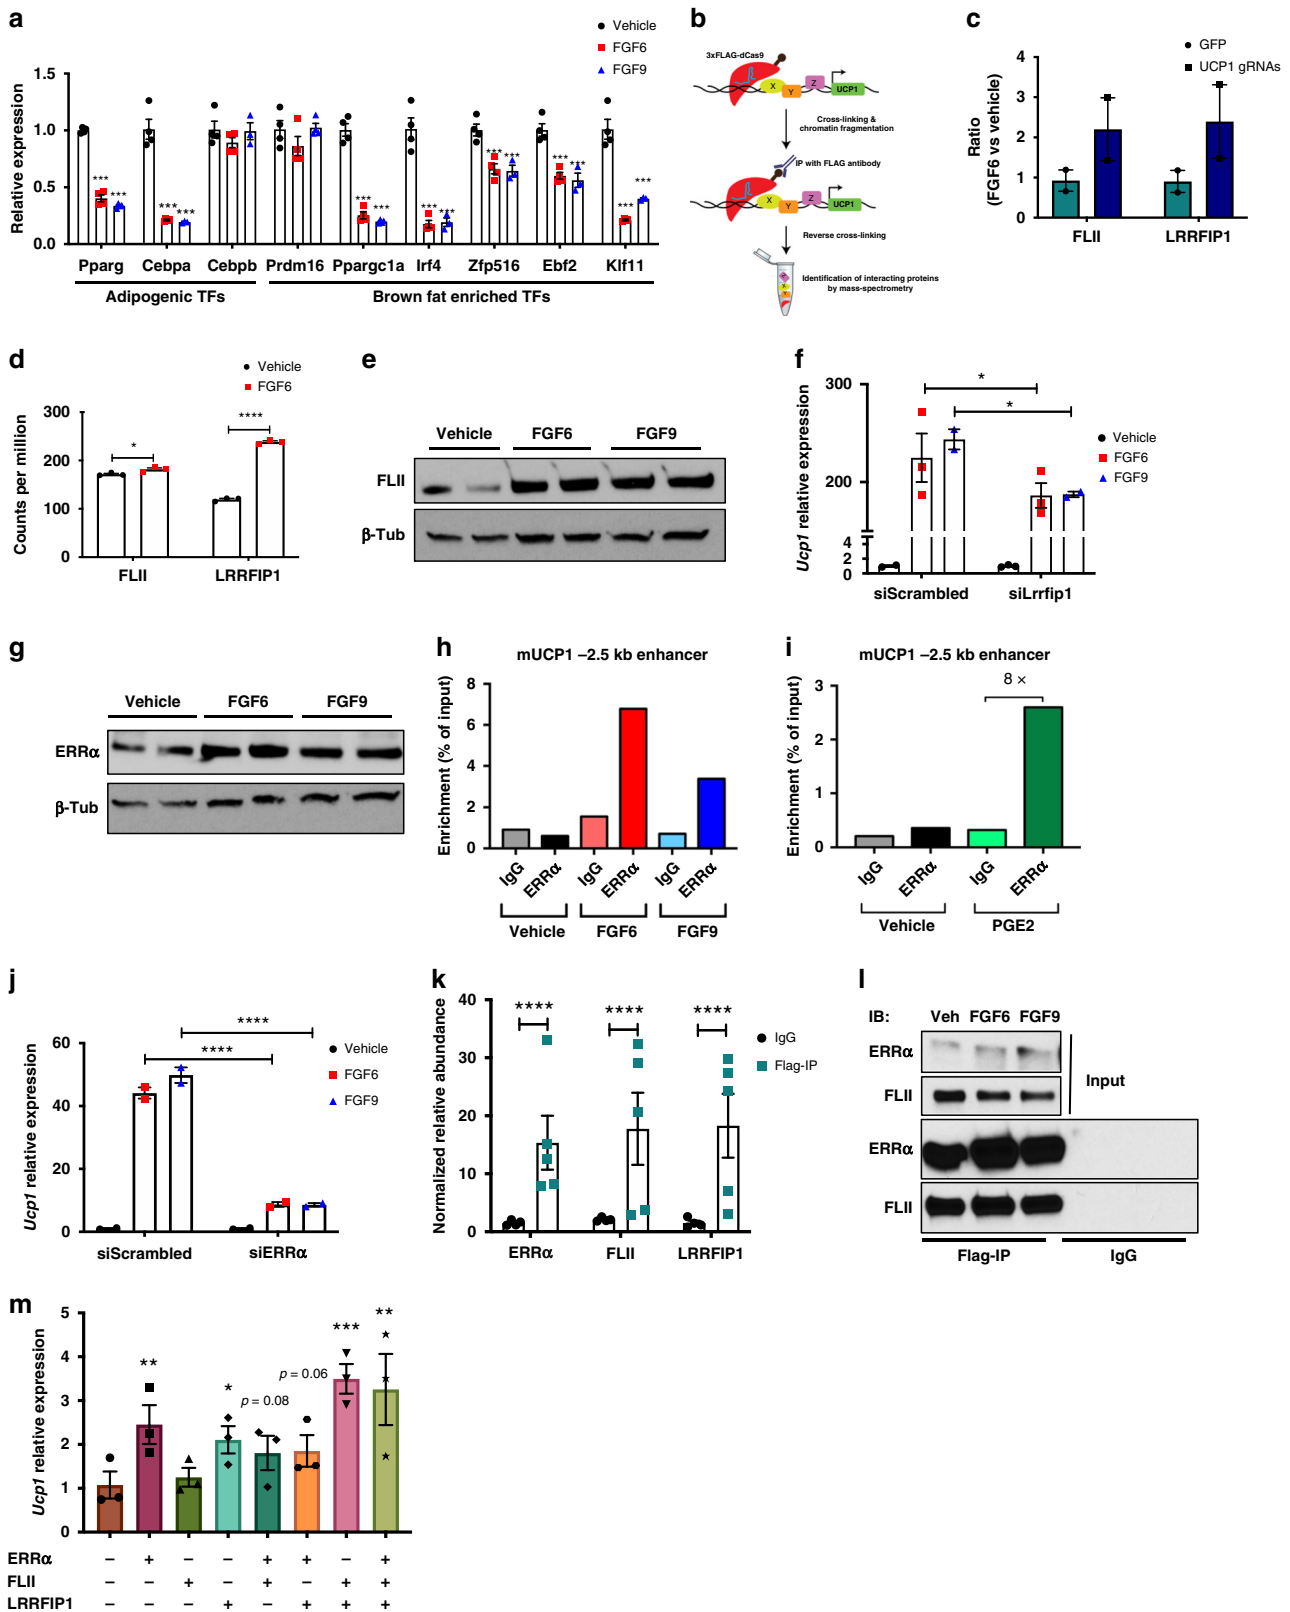 a
Vehicle
FGF6
FGF9
Relative expression
1.5
1.0
0.5
0.0
***
***
***
***
***
***
***
***
***
***
***
***
***
***
Pparg
Cebpa
Cebpb
Prdm16
Ppargc1a
Irf4
Zfp516
Ebf2
Klf11
Adipogenic TFs
Brown fat enriched TFs
b
3xFLAG-dCas9
X
Y
Z
UCP1
Cross-linking &
chromatin fragmentation
IP with FLAG antibody
X
Y
Z
UCP1
Reverse cross-linking
Identification of interacting proteins
by mass-spectrometry
c
GFP
UCP1 gRNAs
Ratio
(FGF6 vs vehicle)
4
3
2
1
0
FLII
LRRFIP1
d
Vehicle
FGF6
Counts per million
300
200
100
0
*
****
FLII
LRRFIP1
e
Vehicle
FGF6
FGF9
FLII
β-Tub
f
Ucp1 relative expression
300
200
4
2
0
*
*
Vehicle
FGF6
FGF9
siScrambled
siLrrfip1
g
Vehicle
FGF6
FGF9
ERRα
β-Tub
h
mUCP1 –2.5 kb enhancer
Enrichment (% of input)
8
6
4
2
0
IgG
ERRα
IgG
ERRα
IgG
ERRα
Vehicle
FGF6
FGF9
i
mUCP1 –2.5 kb enhancer
8 ×
Enrichment (% of input)
3
2
1
0
IgG
ERRα
IgG
ERRα
Vehicle
PGE2
j
Ucp1 relative expression
60
40
20
0
****
****
Vehicle
FGF6
FGF9
siScrambled
siERRα
k
Normalized relative abundance
40
30
20
10
0
****
****
****
IgG
Flag-IP
ERRα
FLII
LRRFIP1
l
IB:
Veh
FGF6
FGF9
ERRα
FLII
Input
ERRα
FLII
Flag-IP
IgG
m
Ucp1 relative expression
5
4
3
2
1
0
**
*
p = 0.08
p = 0.06
***
**
ERRα – + – – + + – +
FLII – – + – + – + +
LRRFIP1 – – – + – + + +